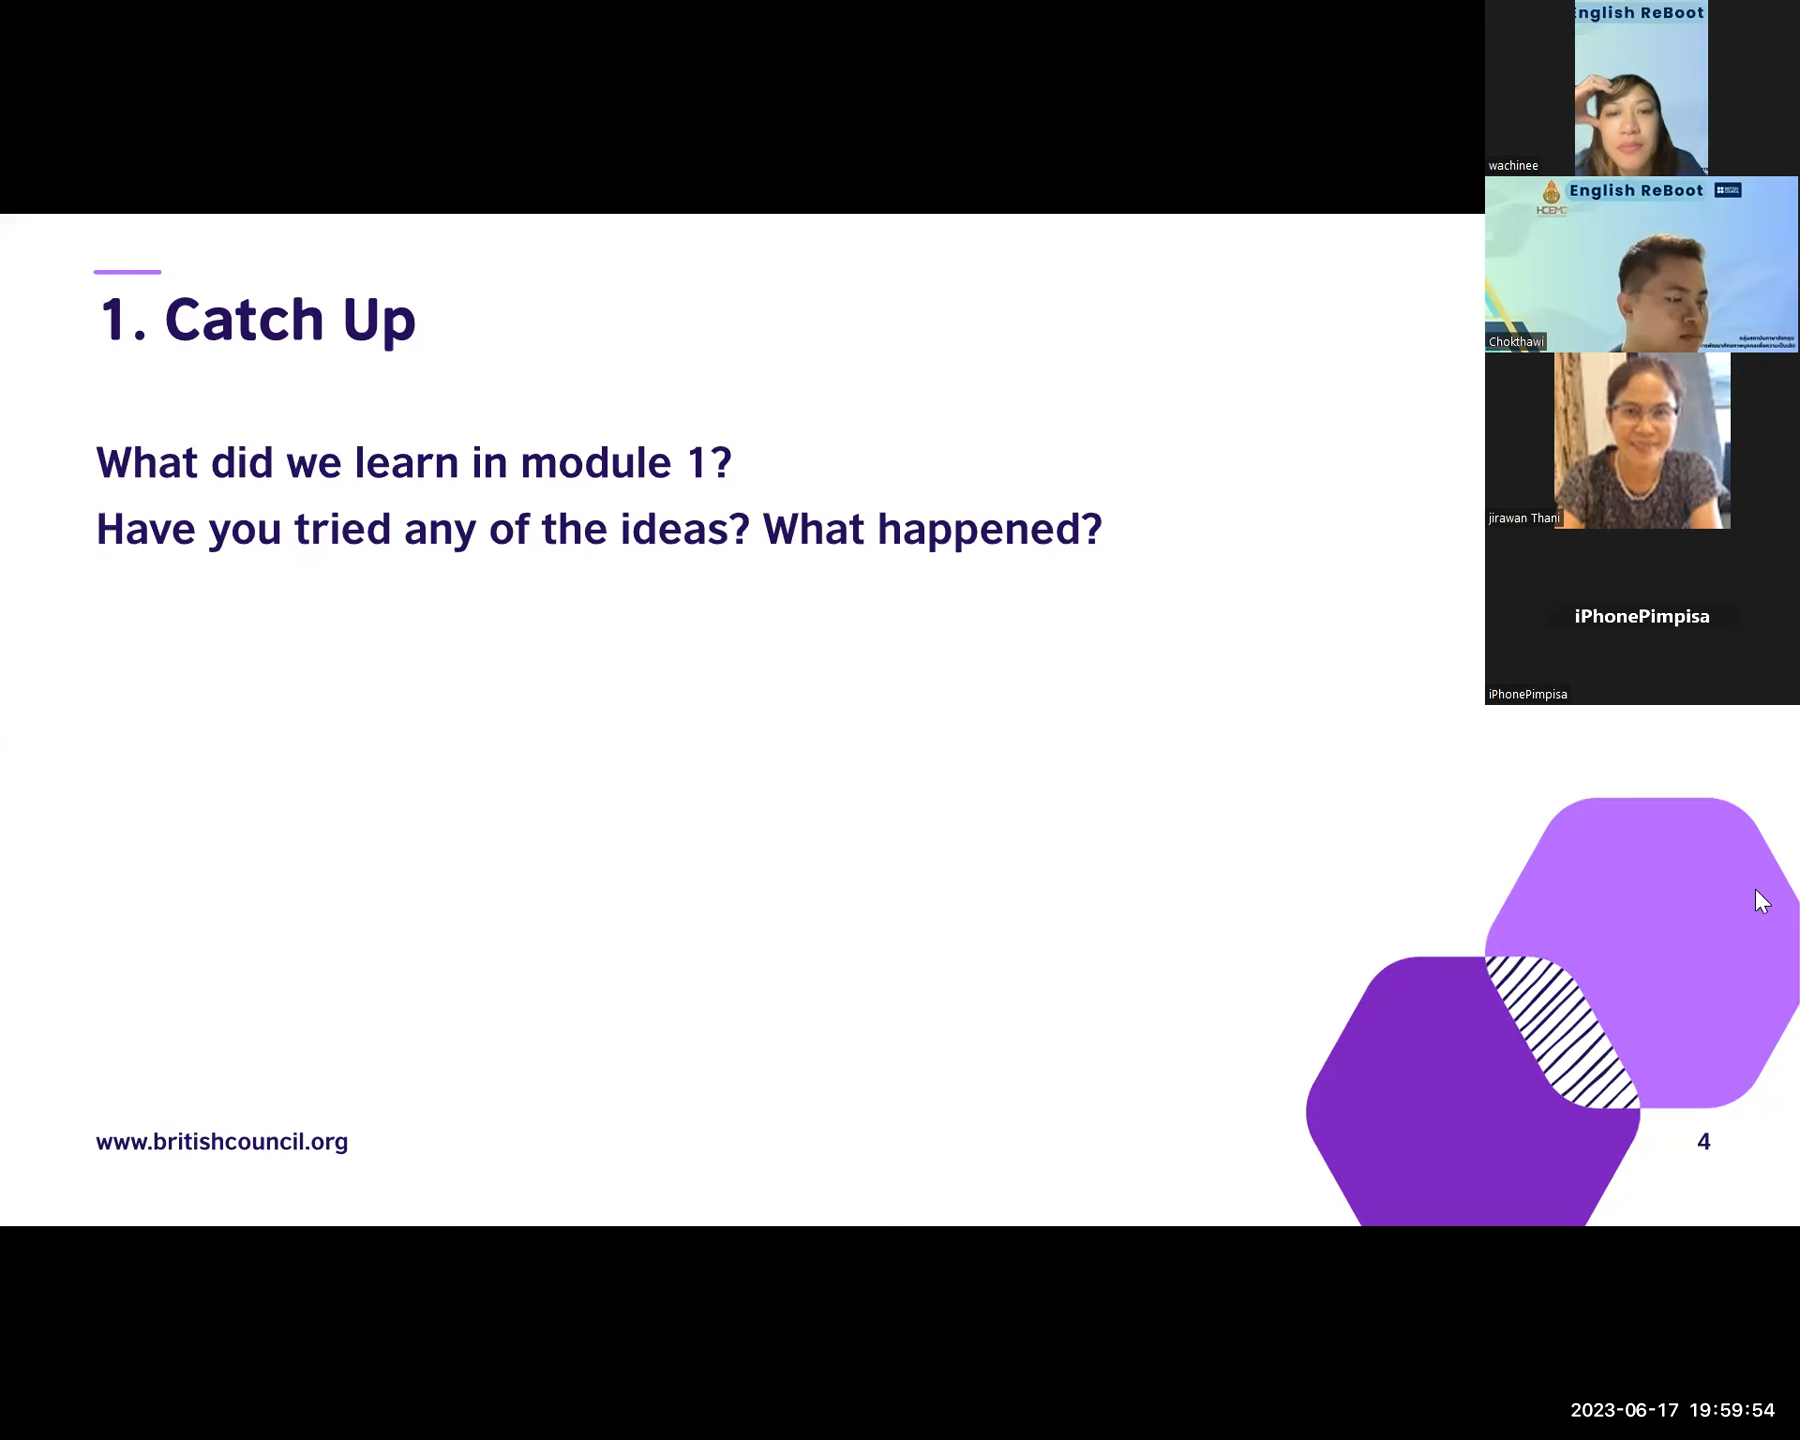 1. Catch Up
What did we learn in module 1?
Have you tried any of the ideas? What happened?
www.britishcouncil.org
4
English ReBoot
wachinee
HCEMC
English ReBoot
Chokthawi
jirawan Thani
iPhonePimpisa
iPhonePimpisa
2023-06-17 19:59:54